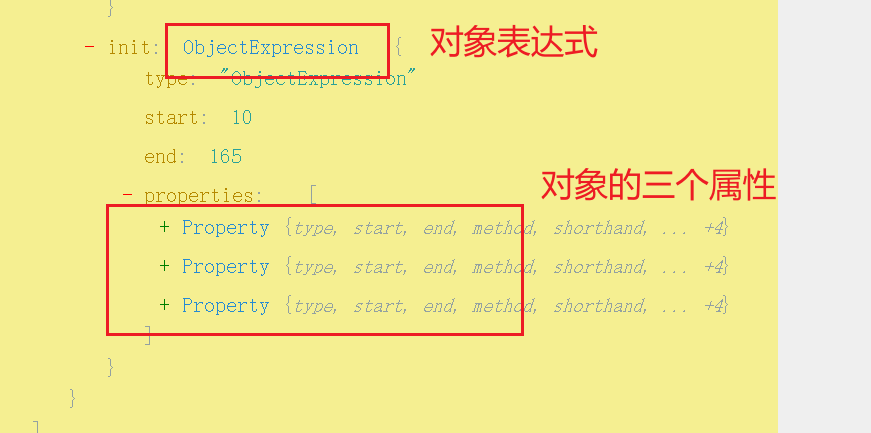 }
- init: ObjectExpression { 对象表达式
type: "ObjectExpression"
start: 10
end: 165
- properties: [ 对象的三个属性
+ Property {type, start, end, method, shorthand, ... +4}
+ Property {type, start, end, method, shorthand, ... +4}
+ Property {type, start, end, method, shorthand, ... +4}
]
}
}
]